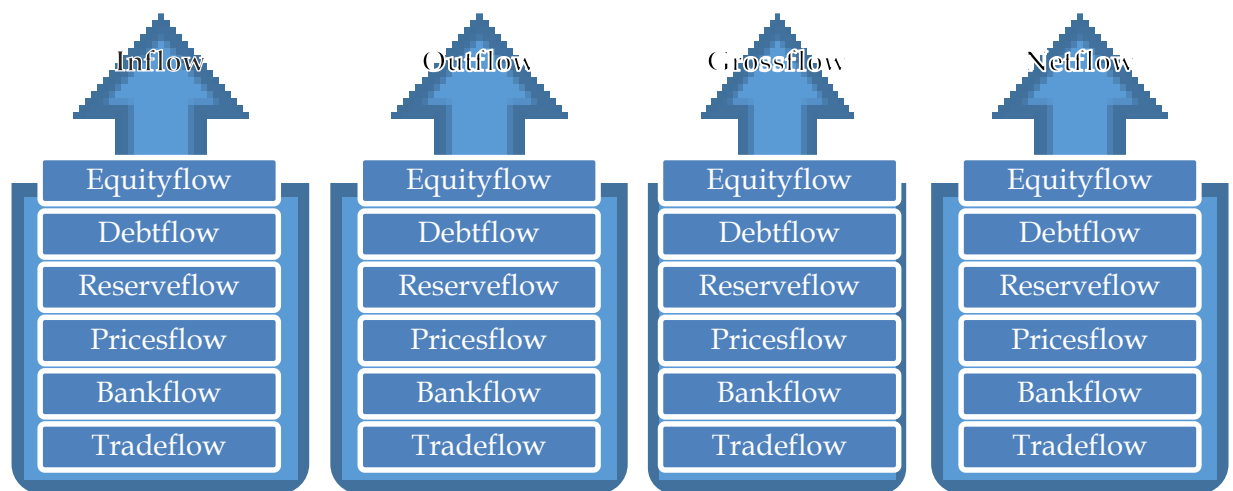 Inflow
Equityflow
Debtflow
Reserveflow
Pricesflow
Bankflow
Tradeflow
Outflow
Equityflow
Debtflow
Reserveflow
Pricesflow
Bankflow
Tradeflow
Grossflow
Equityflow
Debtflow
Reserveflow
Pricesflow
Bankflow
Tradeflow
Netflow
Equityflow
Debtflow
Reserveflow
Pricesflow
Bankflow
Tradeflow